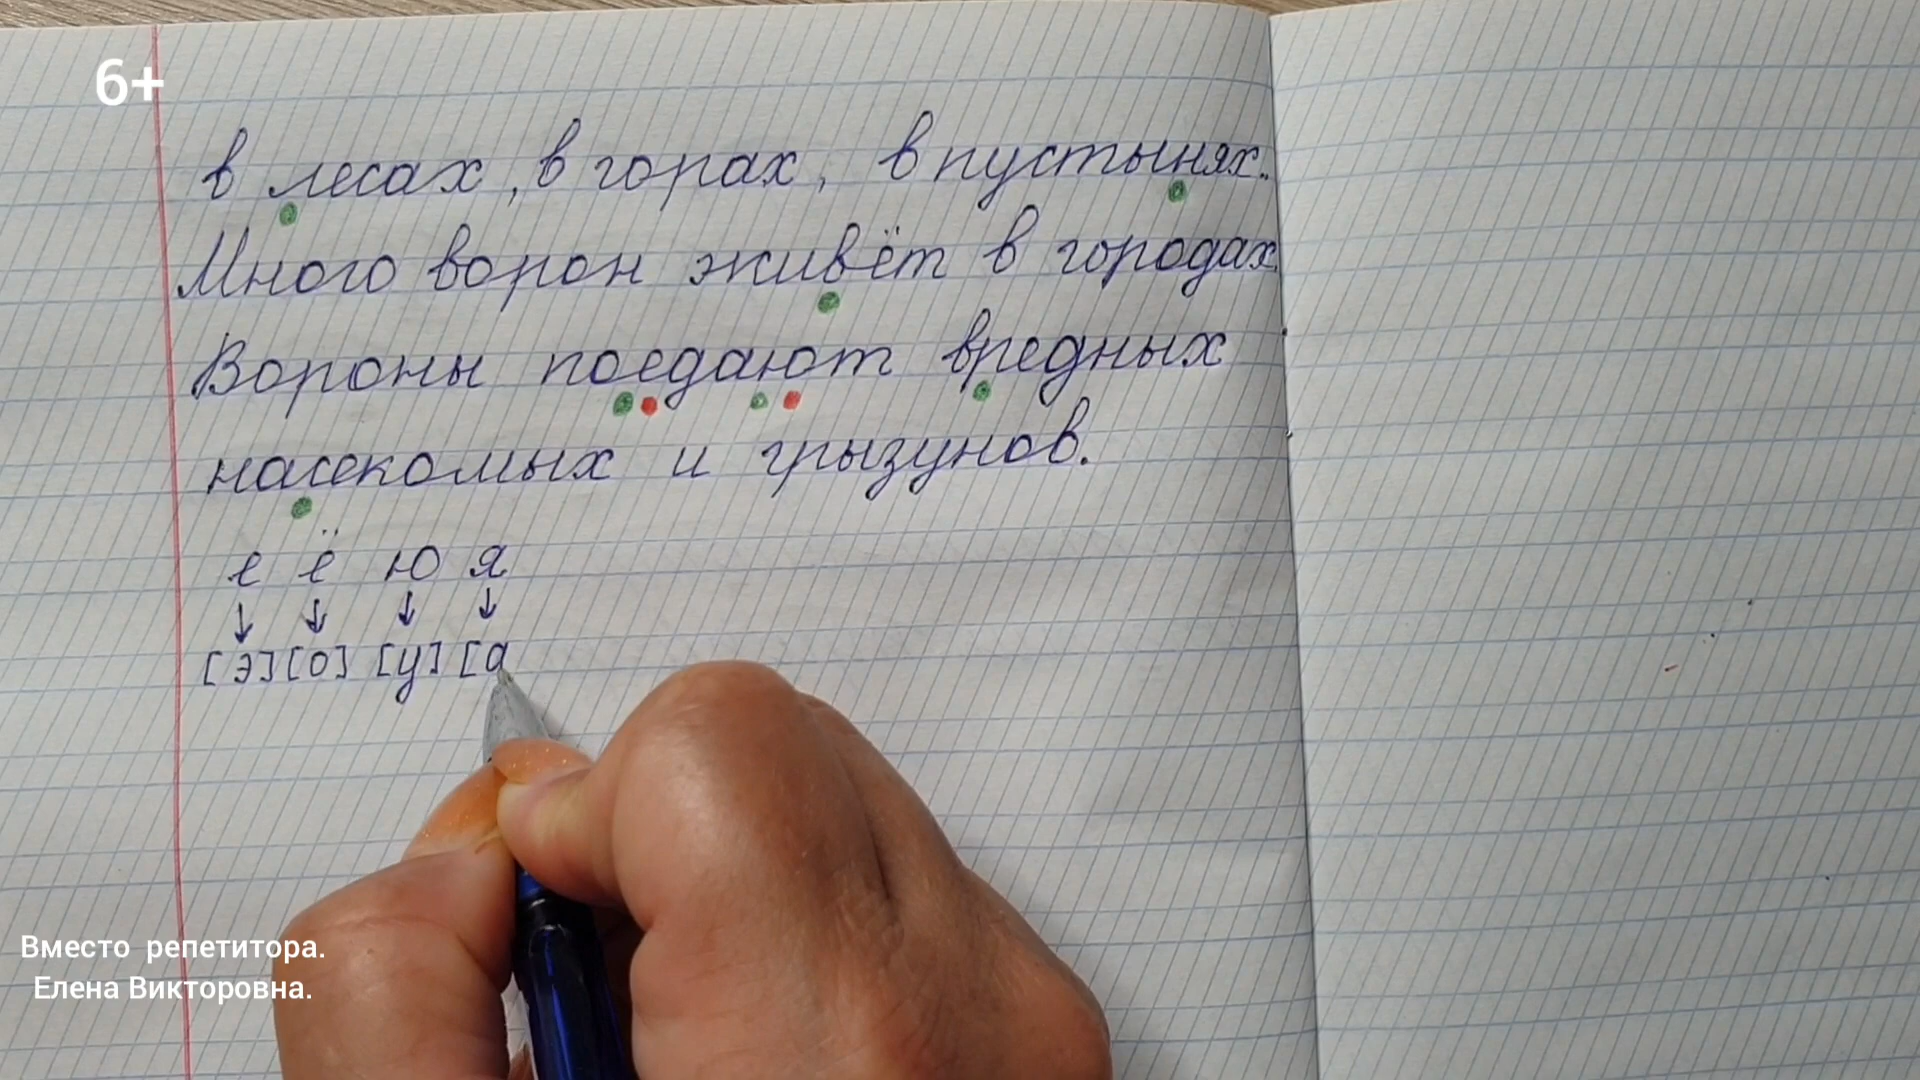 6+
в лесах, в горах, в пустынях.
Много ворон живёт в городах.
Вороны поедают вредных
насекомых и грызунов.
е ё ю я
↓ ↓ ↓ ↓
[э] [о] [у] [а
Вместо репетитора.
Елена Викторовна.